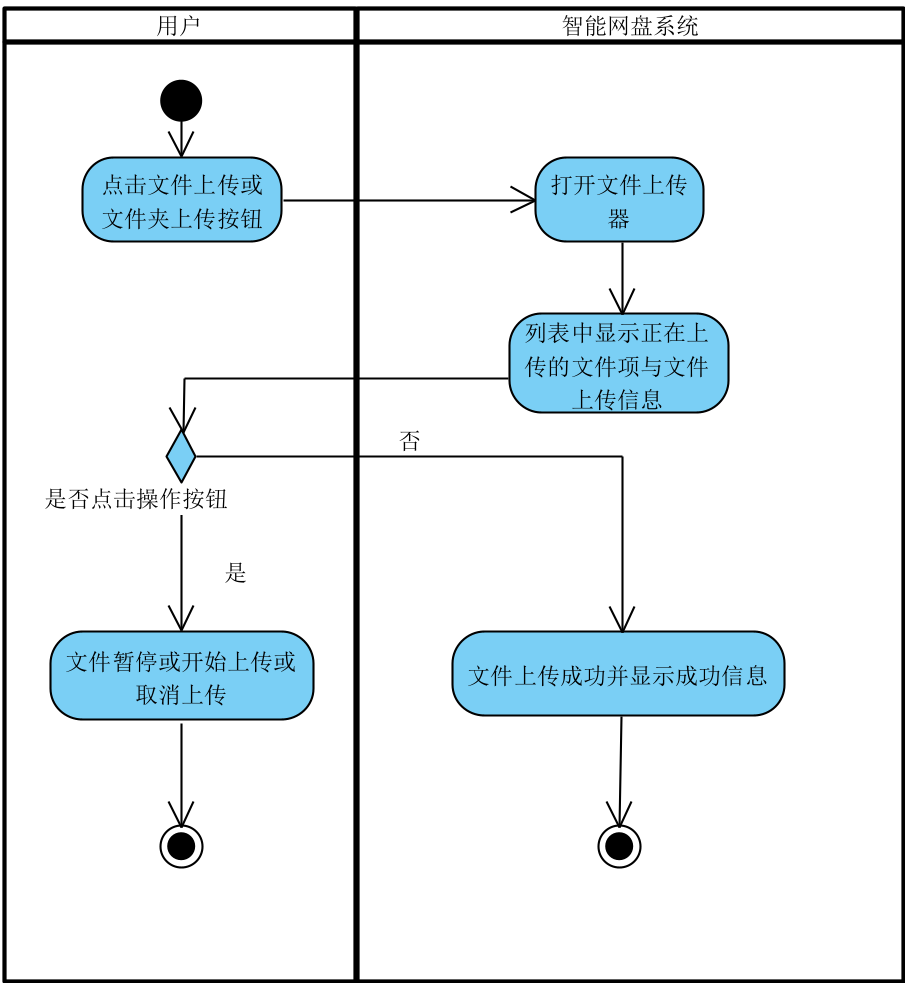 用户
智能网盘系统
点击文件上传或
文件夹上传按钮
打开文件上传
器
列表中显示正在上
传的文件项与文件
上传信息
否
是否点击操作按钮
是
文件暂停或开始上传或
取消上传
文件上传成功并显示成功信息